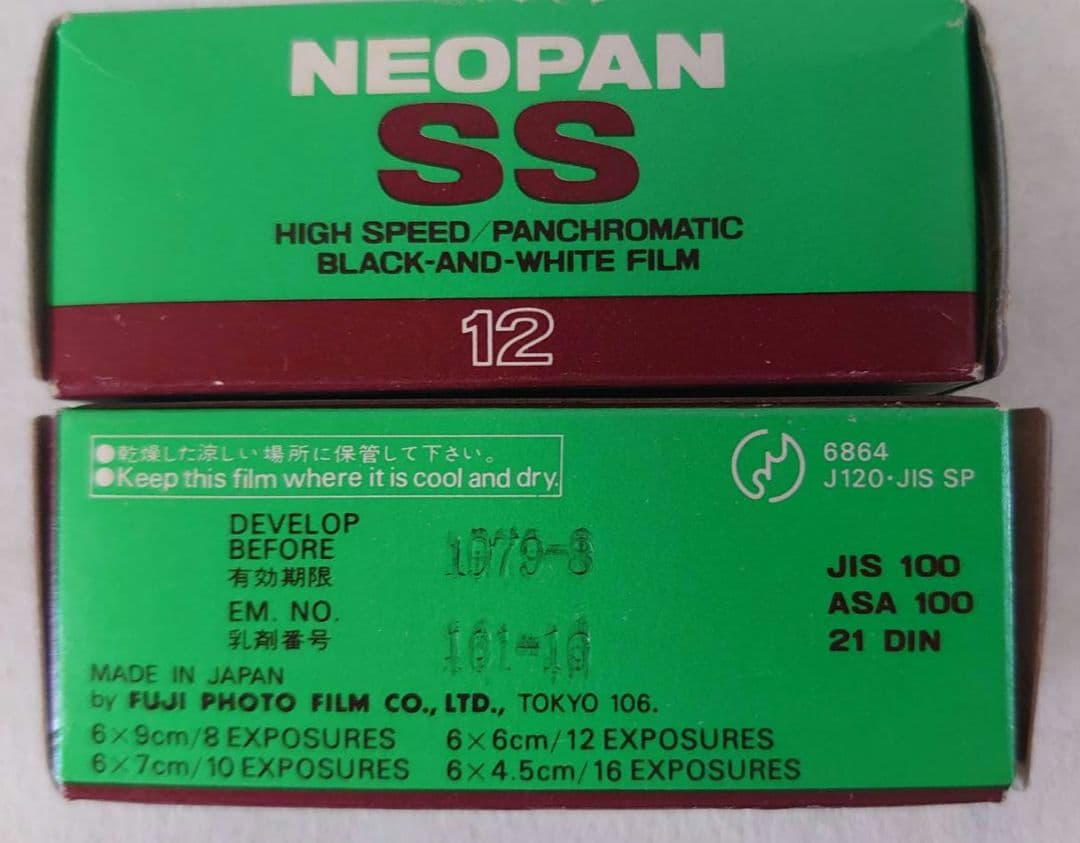 NEOPAN
SS
HIGH SPEED/PANCHROMATIC
BLACK-AND-WHITE FILM
12
●乾燥した涼しい場所に保管して下さい。
●Keep this film where it is cool and dry.
6864
J120·JIS SP
DEVELOP
BEFORE
有効期限
1979-8
EM. NO.
乳剤番号
101-10
JIS 100
ASA 100
21 DIN
MADE IN JAPAN
by FUJI PHOTO FILM CO., LTD., TOKYO 106.
6×9cm/8 EXPOSURES 6×6cm/12 EXPOSURES
6×7cm/10 EXPOSURES 6×4.5cm/16 EXPOSURES